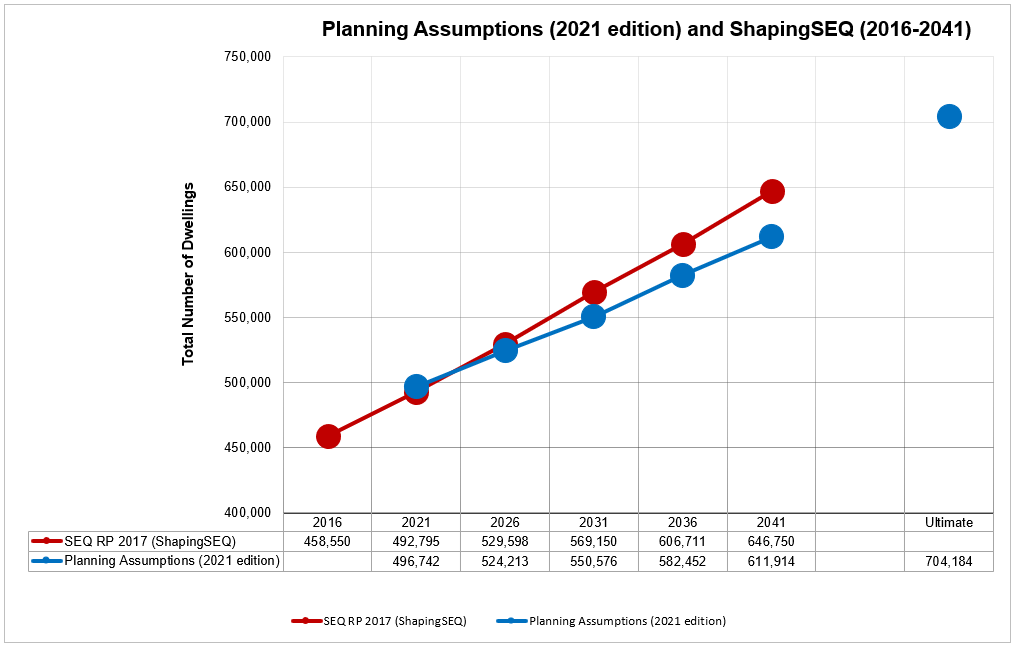 Planning Assumptions (2021 edition) and ShapingSEQ (2016-2041)
750,000
700,000
650,000
600,000
550,000
500,000
450,000
400,000
Total Number of Dwellings
2016 2021 2026 2031 2036 2041 Ultimate
SEQ RP 2017 (ShapingSEQ) 458,550 492,795 529,598 569,150 606,711 646,750
Planning Assumptions (2021 edition) 496,742 524,213 550,576 582,452 611,914 704,184
SEQ RP 2017 (ShapingSEQ) Planning Assumptions (2021 edition)